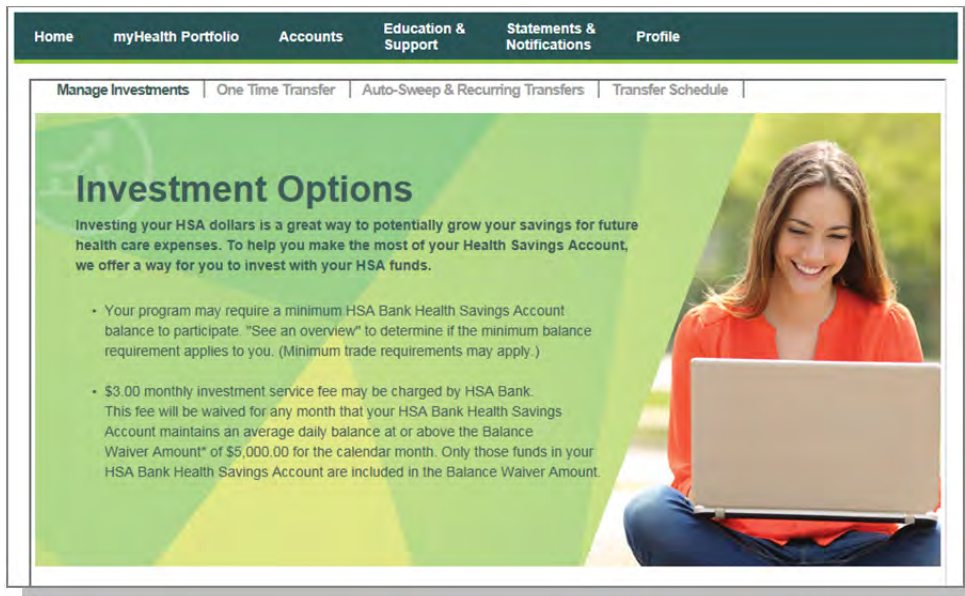 Home
myHealth Portfolio
Accounts
Education &
Support
Statements &
Notifications
Profile
Manage Investments
One Time Transfer
Auto-Sweep & Recurring Transfers
Transfer Schedule
Investment Options
Investing your HSA dollars is a great way to potentially grow your savings for future
health care expenses. To help you make the most of your Health Savings Account,
we offer a way for you to invest with your HSA funds.
• Your program may require a minimum HSA Bank Health Savings Account
balance to participate. "See an overview" to determine if the minimum balance
requirement applies to you. (Minimum trade requirements may apply.)
• $3.00 monthly investment service fee may be charged by HSA Bank.
This fee will be waived for any month that your HSA Bank Health Savings
Account maintains an average daily balance at or above the Balance
Waiver Amount* of $5,000.00 for the calendar month. Only those funds in your
HSA Bank Health Savings Account are included in the Balance Waiver Amount.